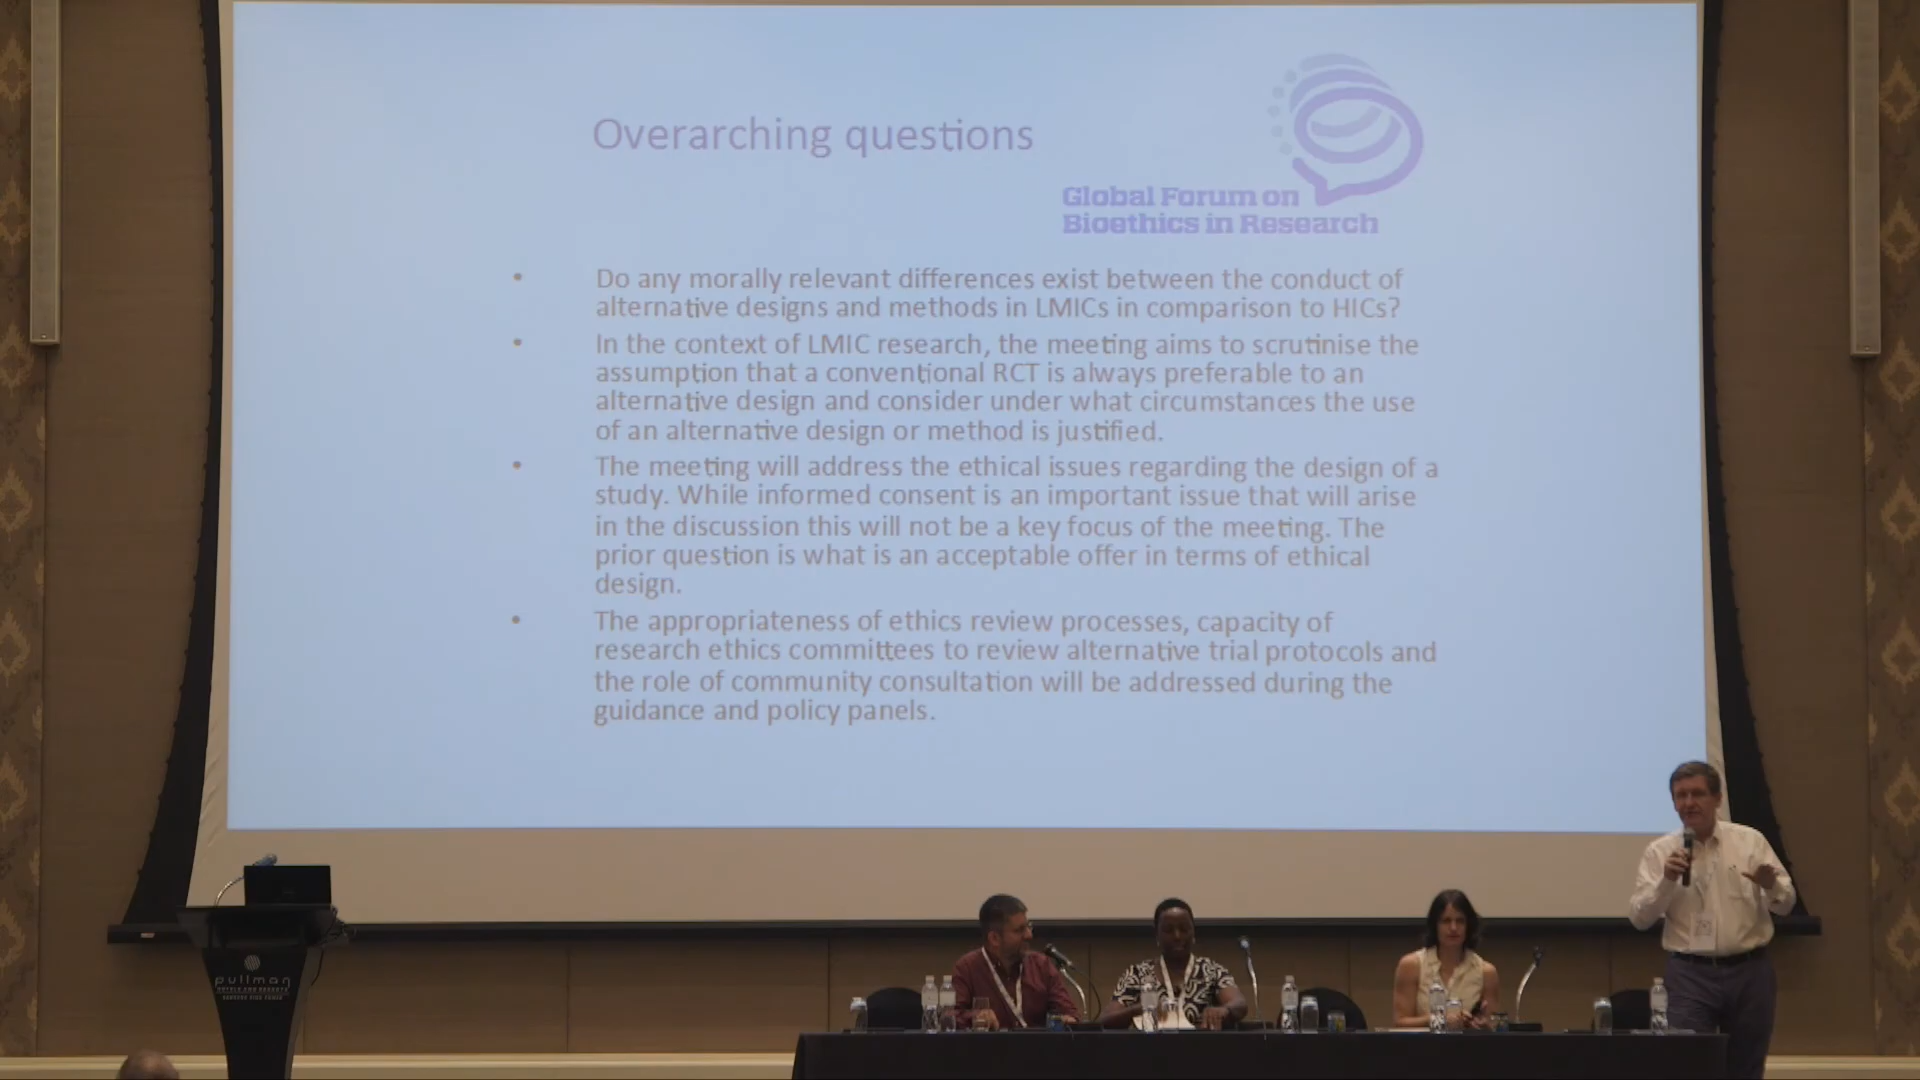 Overarching questions
Global Forum on
Bioethics in Research
• Do any morally relevant differences exist between the conduct of
alternative designs and methods in LMICs in comparison to HICs?
• In the context of LMIC research, the meeting aims to scrutinise the
assumption that a conventional RCT is always preferable to an
alternative design and consider under what circumstances the use
of an alternative design or method is justified.
• The meeting will address the ethical issues regarding the design of a
study. While informed consent is an important issue that will arise
in the discussion this will not be a key focus of the meeting. The
prior question is what is an acceptable offer in terms of ethical
design.
• The appropriateness of ethics review processes, capacity of
research ethics committees to review alternative trial protocols and
the role of community consultation will be addressed during the
guidance and policy panels.
pullman
HOTELS AND RESORTS